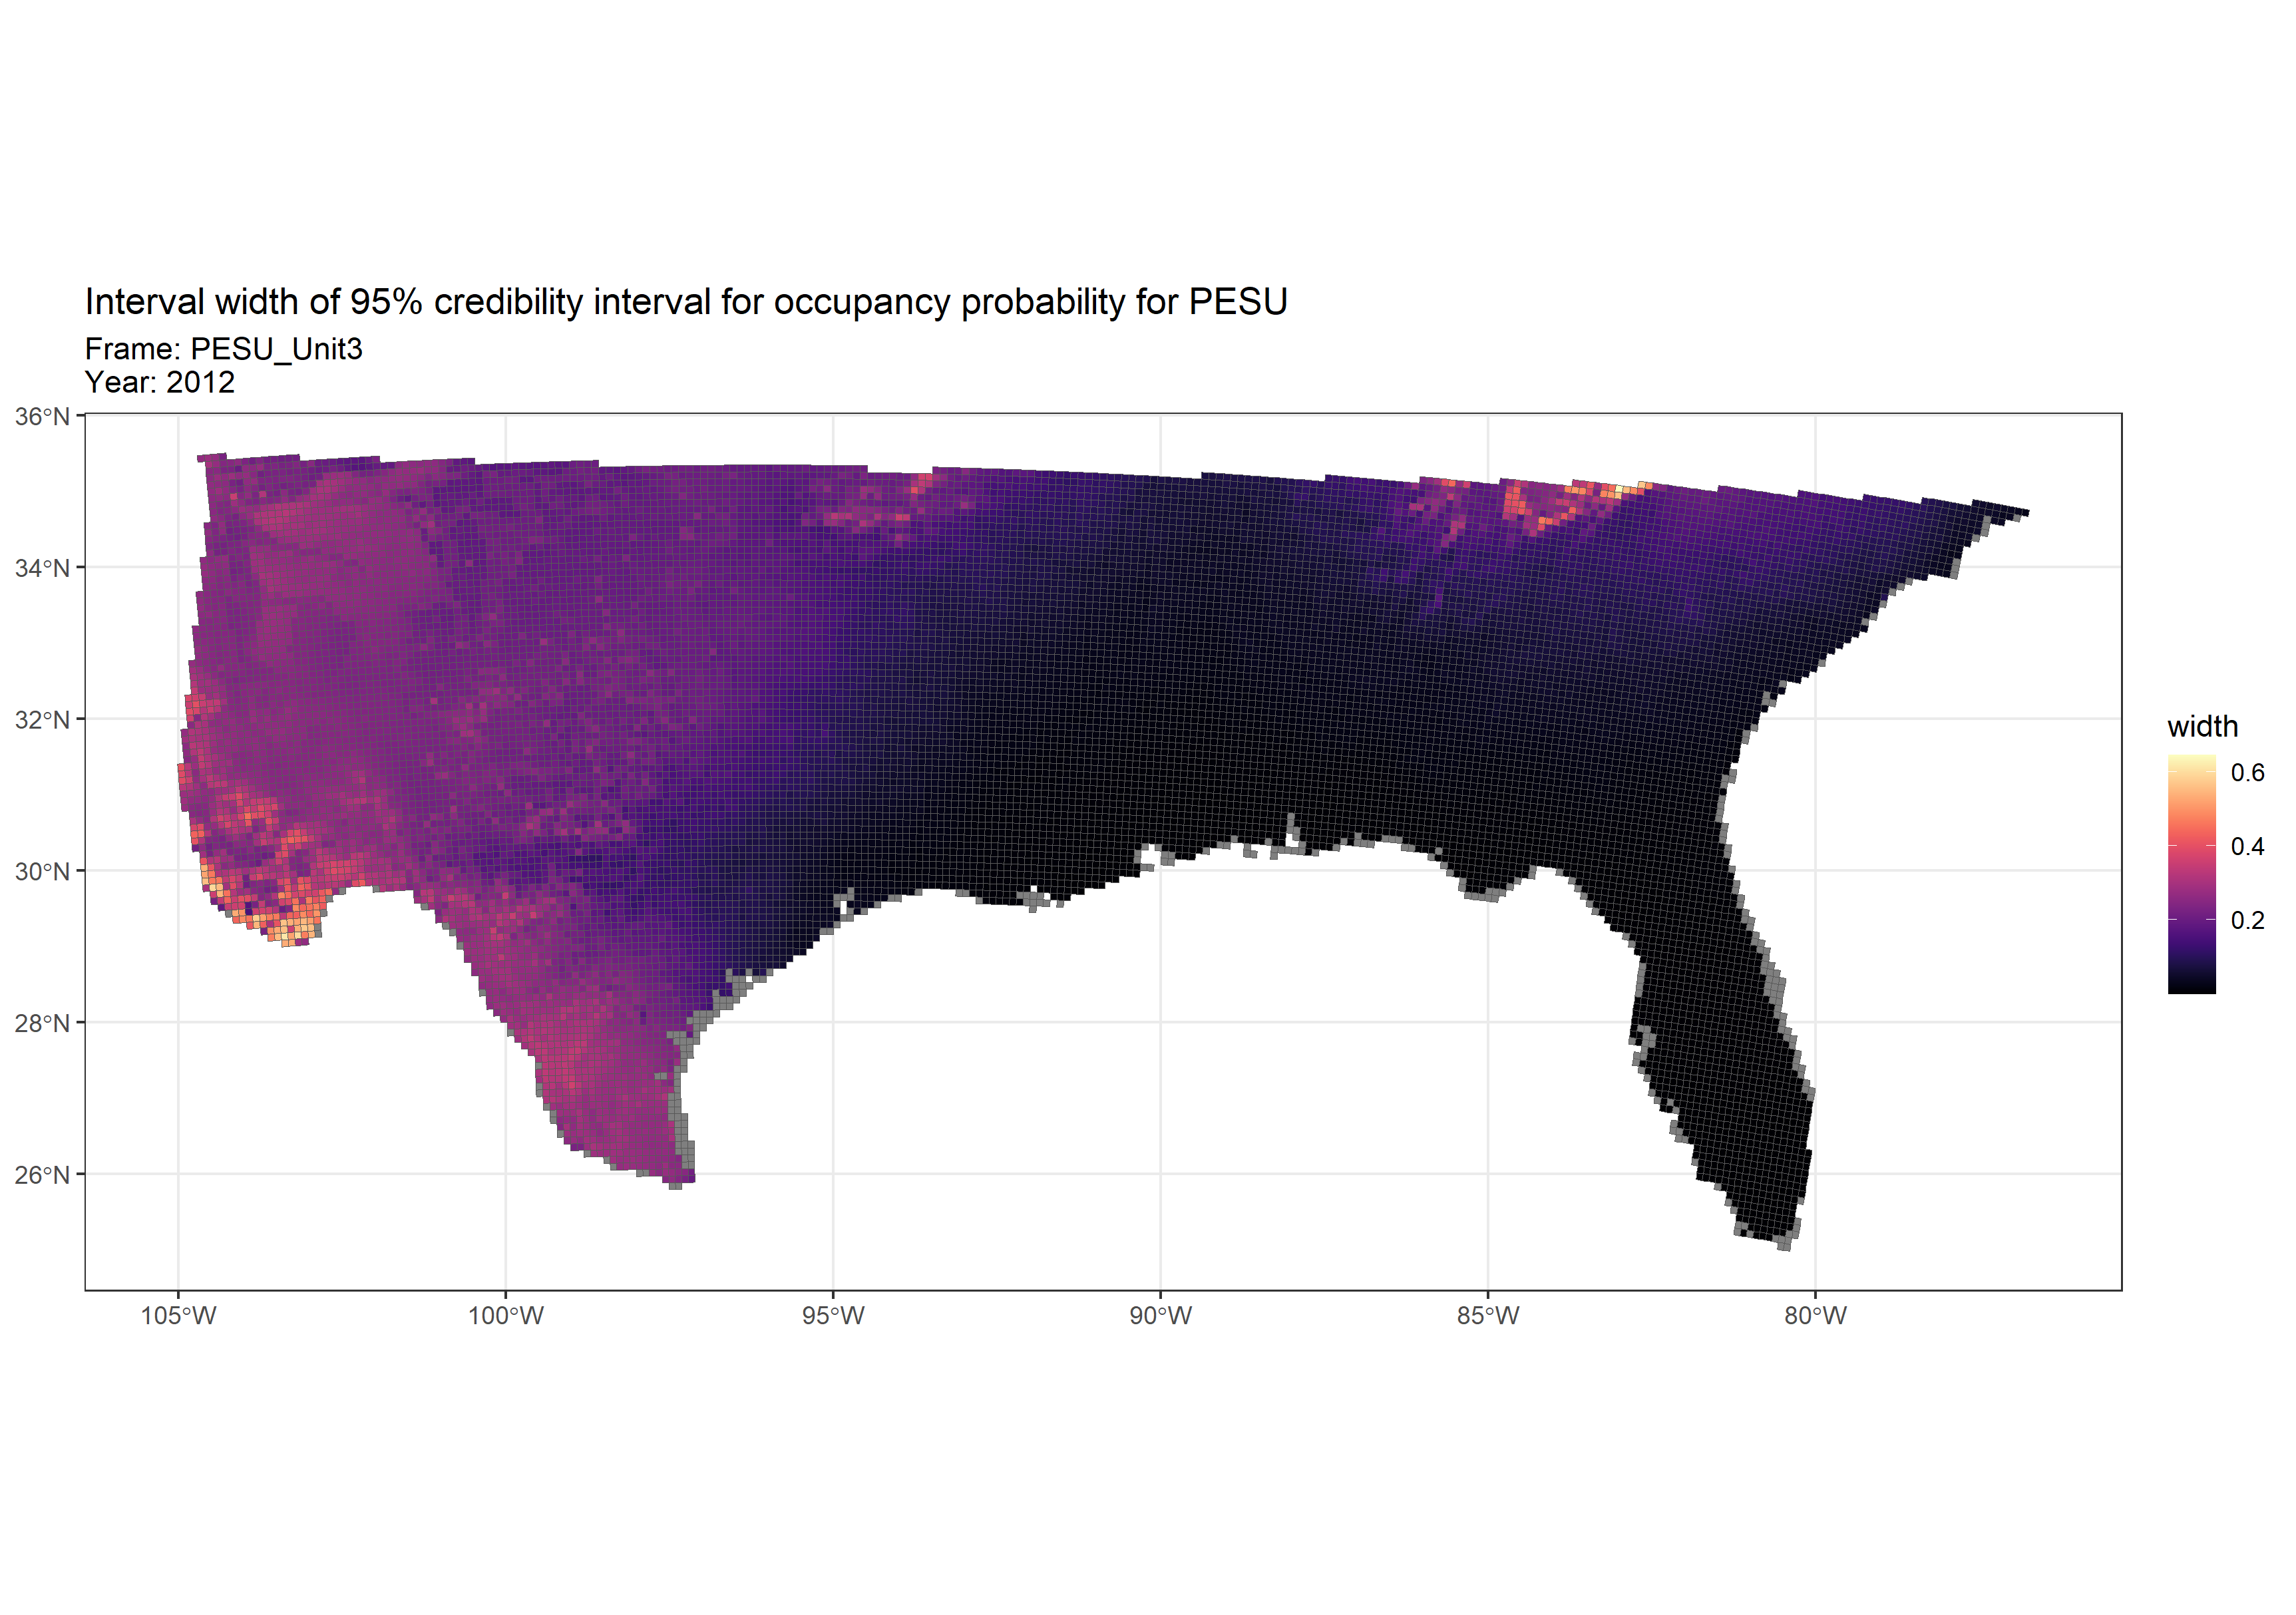 Interval width of 95% credibility interval for occupancy probability for PESU
Frame: PESU_Unit3
Year: 2012
36°N
34°N
32°N
30°N
28°N
26°N
105°W
100°W
95°W
90°W
85°W
80°W
width
0.6
0.4
0.2